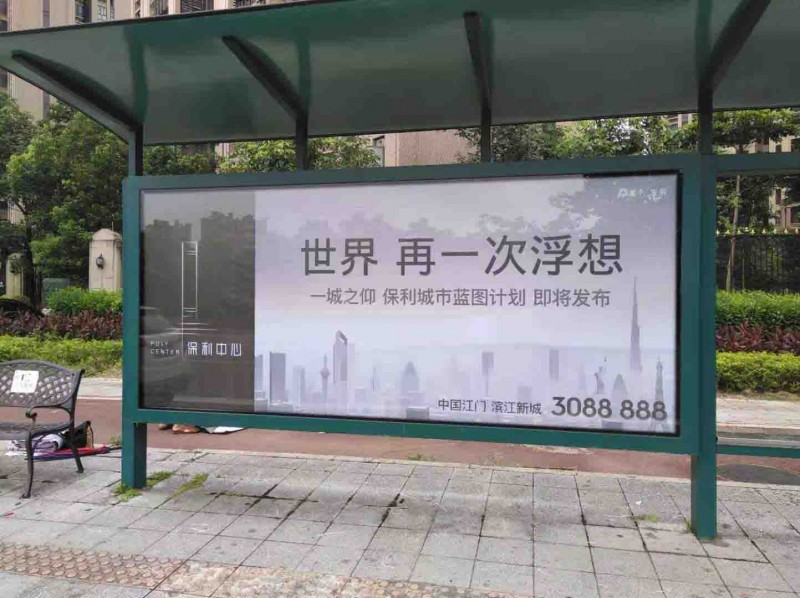 世界 再一次浮想
一城之仰 保利城市蓝图计划 即将发布
POLY
CENTER
保利中心
中国江门 滨江新城 3088 888